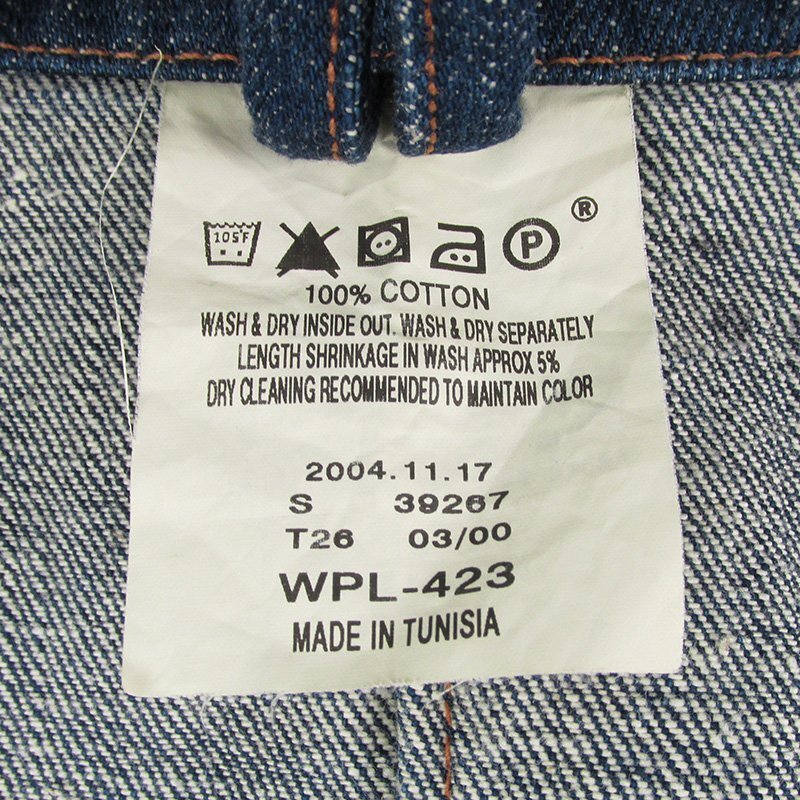 105°F P ®
100% COTTON
WASH & DRY INSIDE OUT. WASH & DRY SEPARATELY
LENGTH SHRINKAGE IN WASH APPROX 5%
DRY CLEANING RECOMMENDED TO MAINTAIN COLOR
2004.11.17
S 39267
T26 03/00
WPL-423
MADE IN TUNISIA